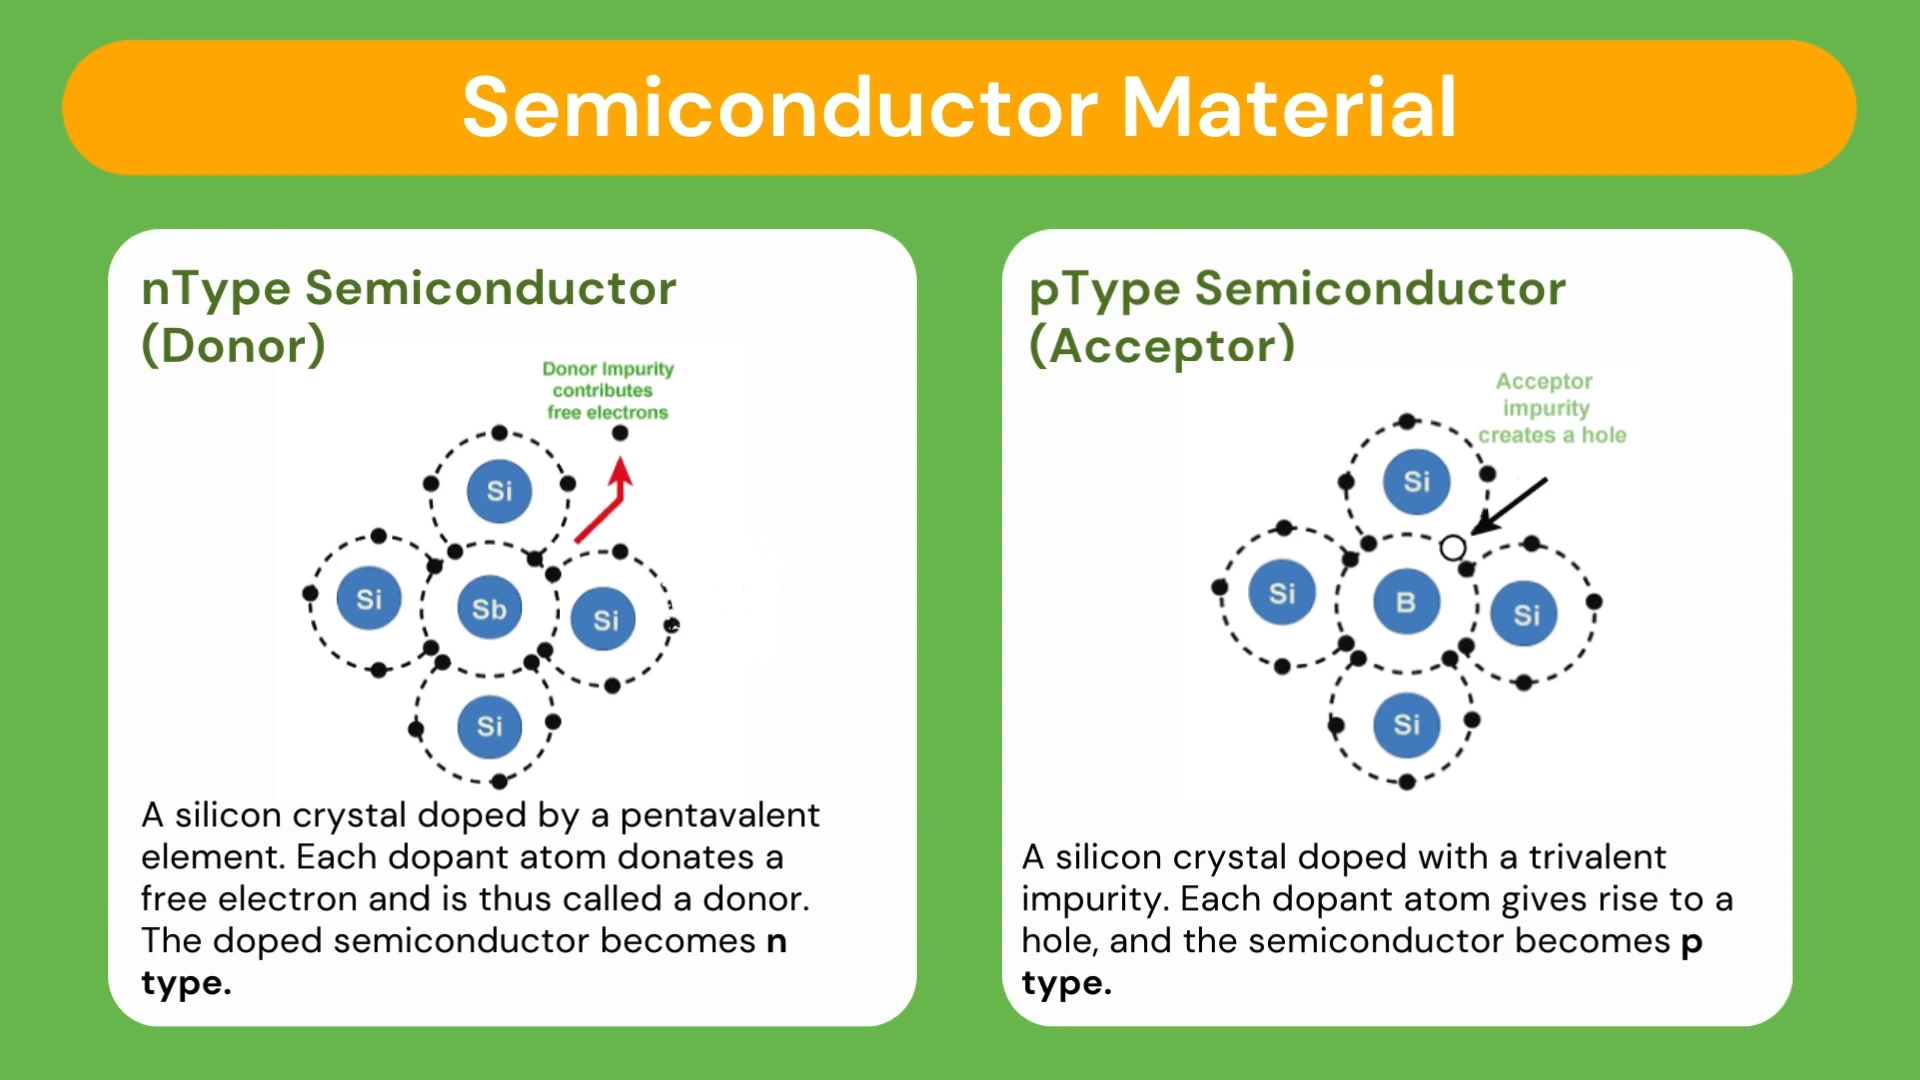 Semiconductor Material
nType Semiconductor
(Donor)
Donor Impurity
contributes
free electrons
Si
Si
Sb
Si
Si
A silicon crystal doped by a pentavalent
element. Each dopant atom donates a
free electron and is thus called a donor.
The doped semiconductor becomes n
type.
pType Semiconductor
(Acceptor)
Acceptor
impurity
creates a hole
Si
Si
B
Si
Si
A silicon crystal doped with a trivalent
impurity. Each dopant atom gives rise to a
hole, and the semiconductor becomes p
type.